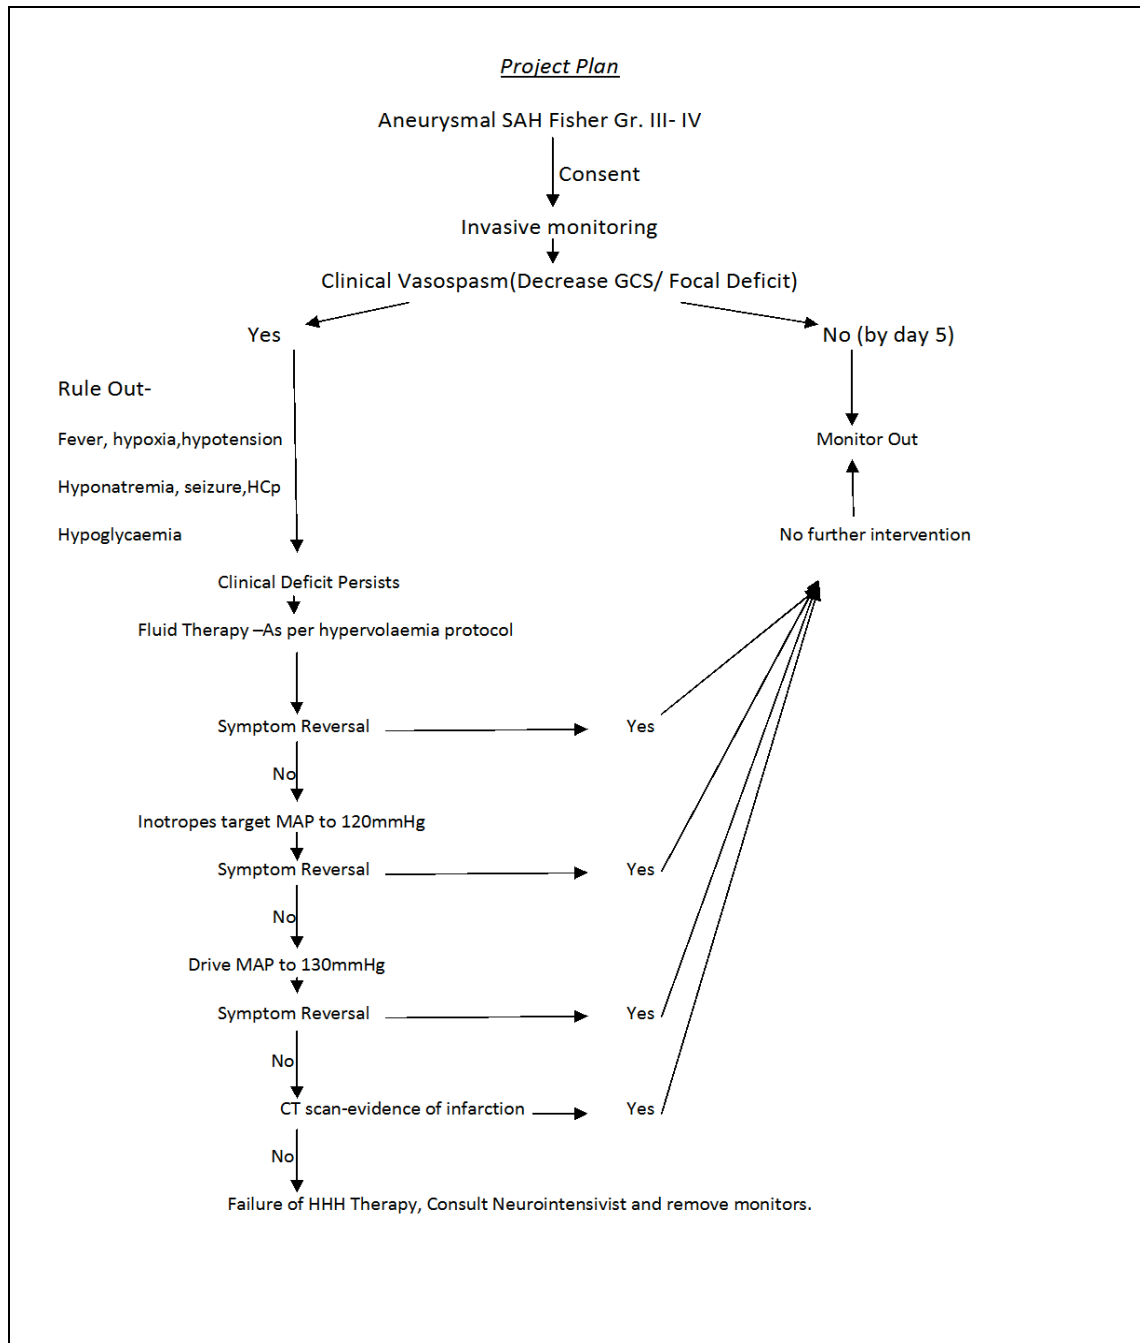 Project Plan
Aneurysmal SAH Fisher Gr. III- IV
Consent
Invasive monitoring
Clinical Vasospasm(Decrease GCS/ Focal Deficit)
Yes
No (by day 5)
Rule Out-
Fever, hypoxia,hypotension
Monitor Out
Hyponatremia, seizure,HCp
Hypoglycaemia
No further intervention
Clinical Deficit Persists
Fluid Therapy –As per hypervolaemia protocol
Symptom Reversal
Yes
No
Inotropes target MAP to 120mmHg
Symptom Reversal
Yes
No
Drive MAP to 130mmHg
Symptom Reversal
Yes
No
CT scan-evidence of infarction
Yes
No
Failure of HHH Therapy, Consult Neurointensivist and remove monitors.